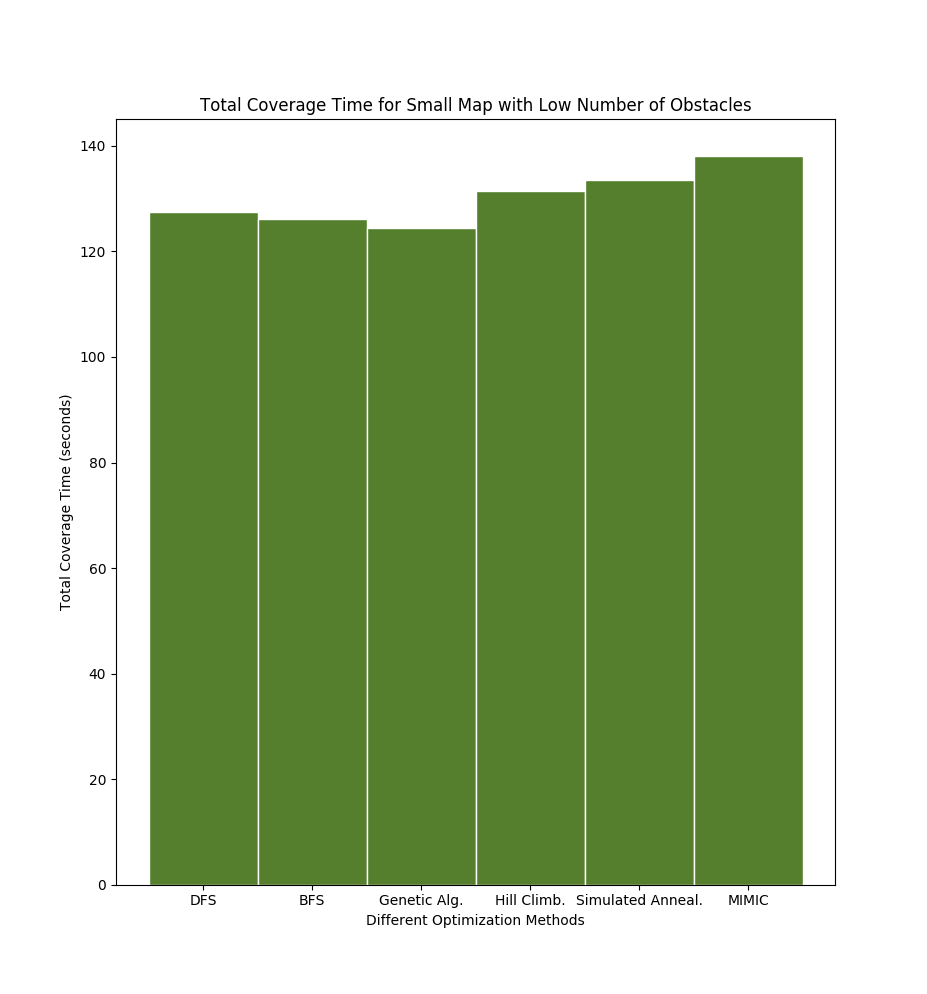 Total Coverage Time for Small Map with Low Number of Obstacles
140
120
100
80
60
40
20
0
Total Coverage Time (seconds)
DFS BFS Genetic Alg. Hill Climb. Simulated Anneal. MIMIC
Different Optimization Methods